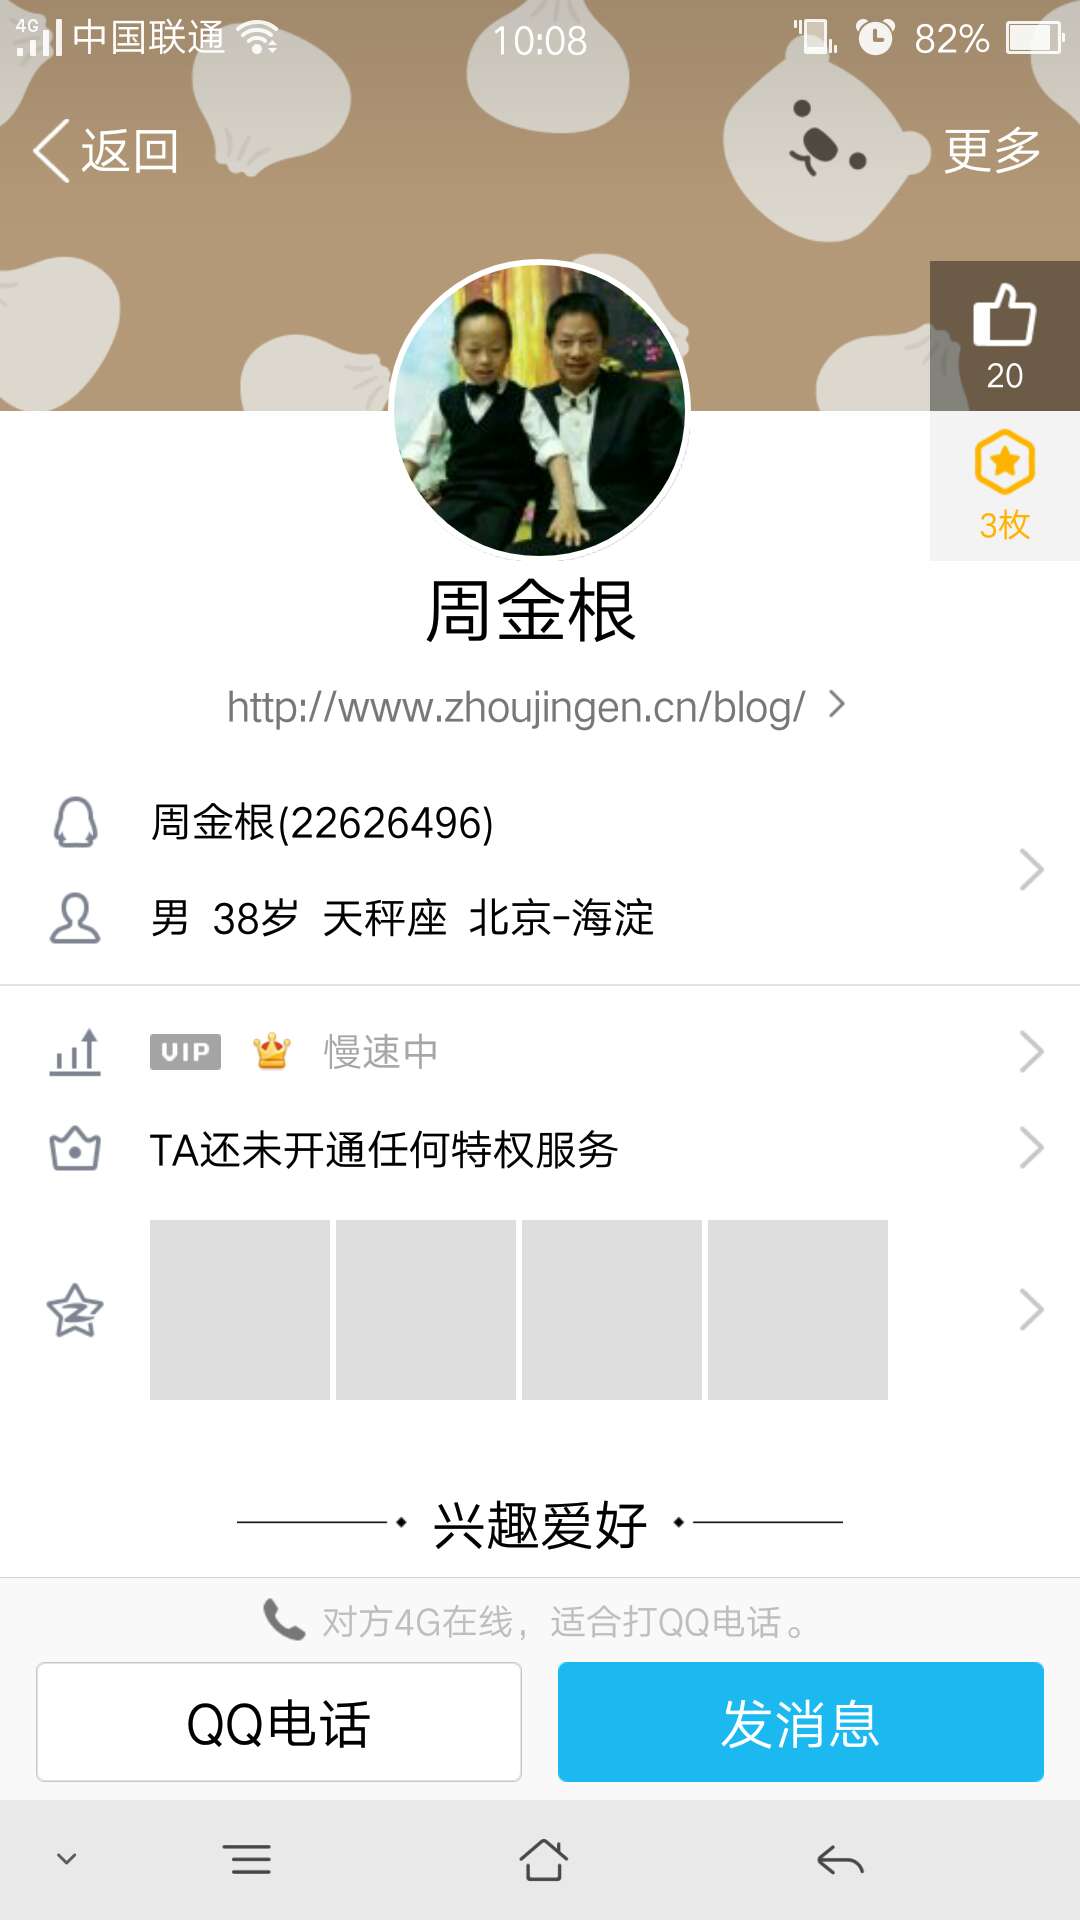 4G 中国联通 10:08 82%
返回 更多
20
3枚
周金根
http://www.zhoujingen.cn/blog/
周金根(22626496)
男 38岁 天秤座 北京-海淀
VIP 慢速中
TA还未开通任何特权服务
兴趣爱好
对方4G在线，适合打QQ电话。
QQ电话 发消息